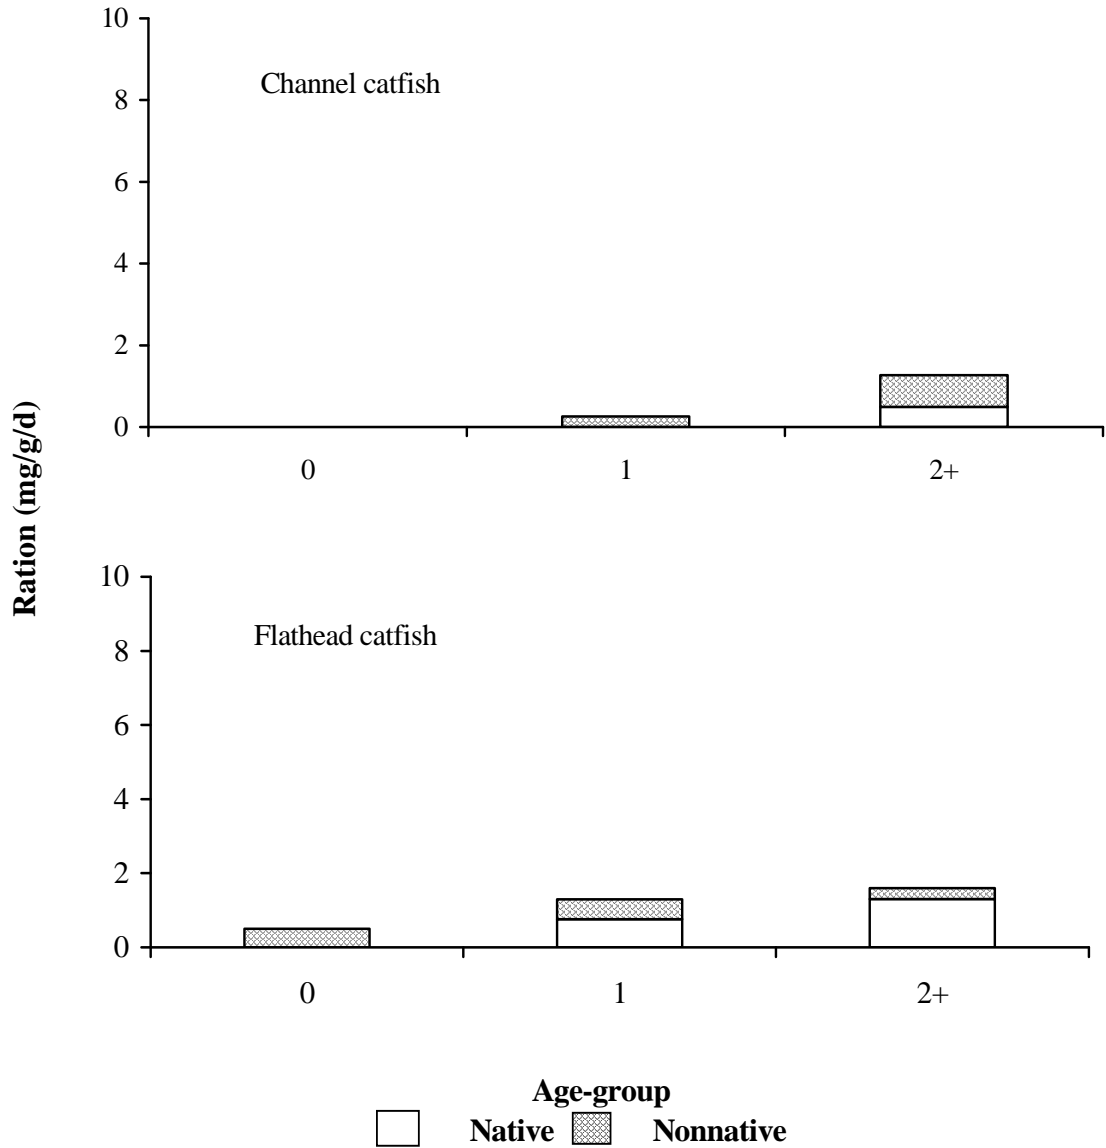 10
Channel catfish
8
6
4
2
0
0 1 2+
Ration (mg/g/d)
10
Flathead catfish
8
6
4
2
0
0 1 2+
Age-group
Native Nonnative